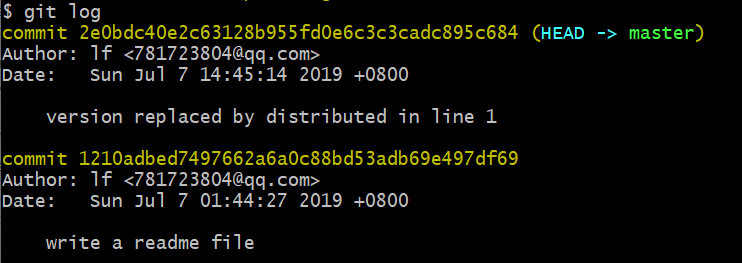 $ git log
commit 2e0bdc40e2c63128b955fd0e6c3c3cadc895c684 (HEAD -> master)
Author: lf <781723804@qq.com>
Date:   Sun Jul 7 14:45:14 2019 +0800
    version replaced by distributed in line 1
commit 1210adbed7497662a6a0c88bd53adb69e497df69
Author: lf <781723804@qq.com>
Date:   Sun Jul 7 01:44:27 2019 +0800
    write a readme file